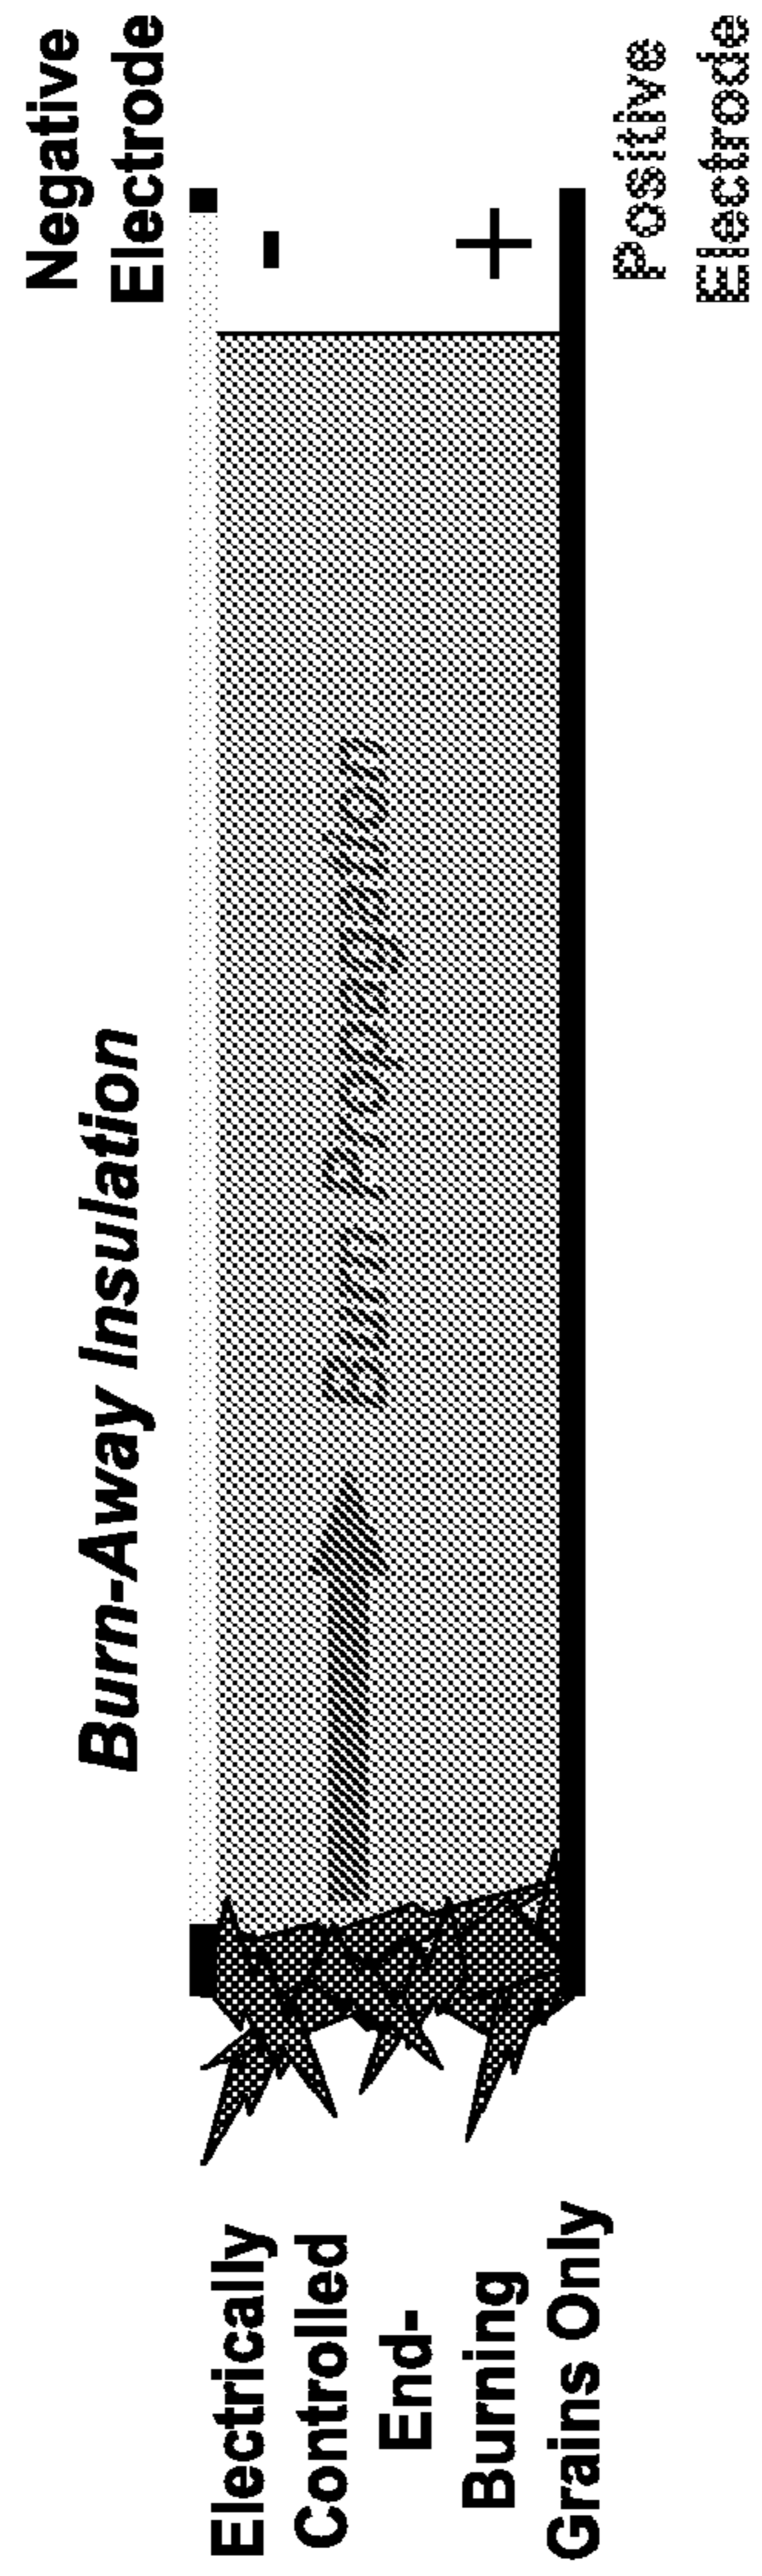 Negative
Electrode
Burn-Away Insulation
-
+
Burn Propagation
Positive
Electrode
Electrically
Controlled
End-
Burning
Grains Only